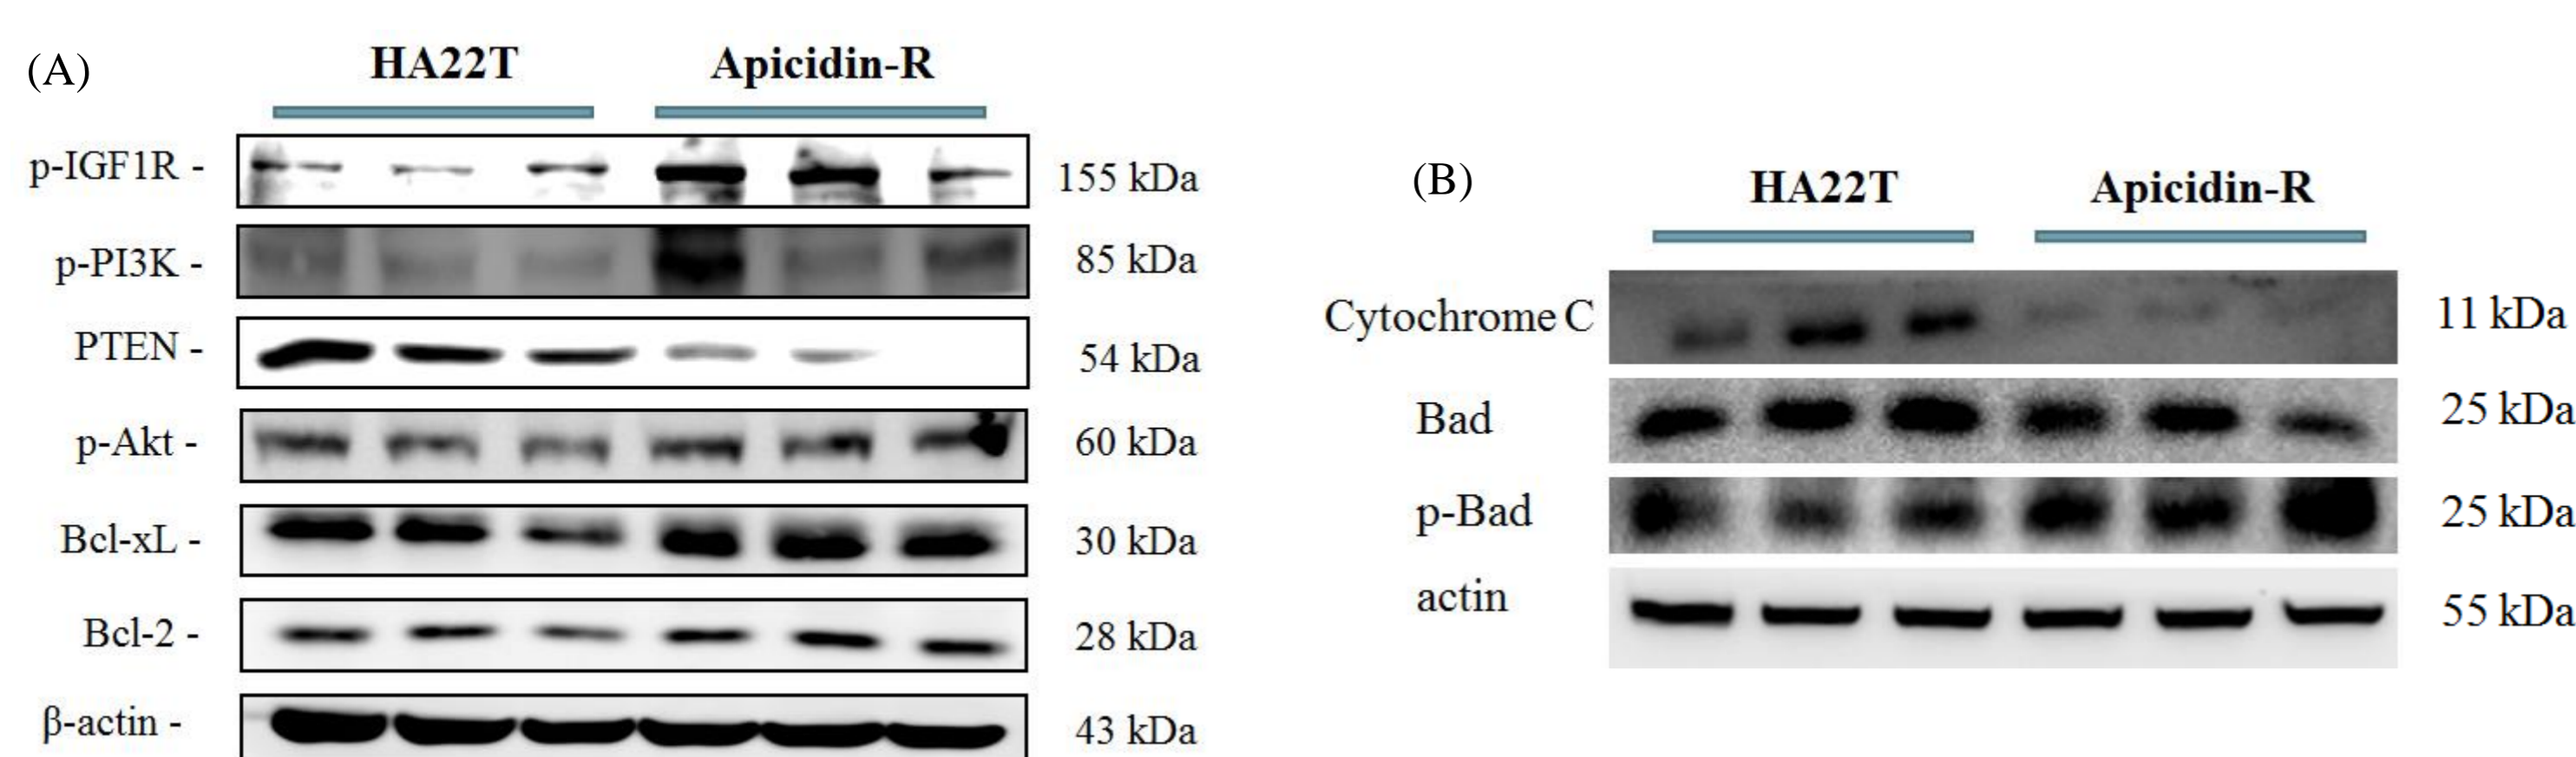 (A)
HA22T Apicidin-R
p-IGF1R - 155 kDa
p-PI3K - 85 kDa
PTEN - 54 kDa
p-Akt - 60 kDa
Bcl-xL - 30 kDa
Bcl-2 - 28 kDa
β-actin - 43 kDa
(B)
HA22T Apicidin-R
Cytochrome C 11 kDa
Bad 25 kDa
p-Bad 25 kDa
actin 55 kDa